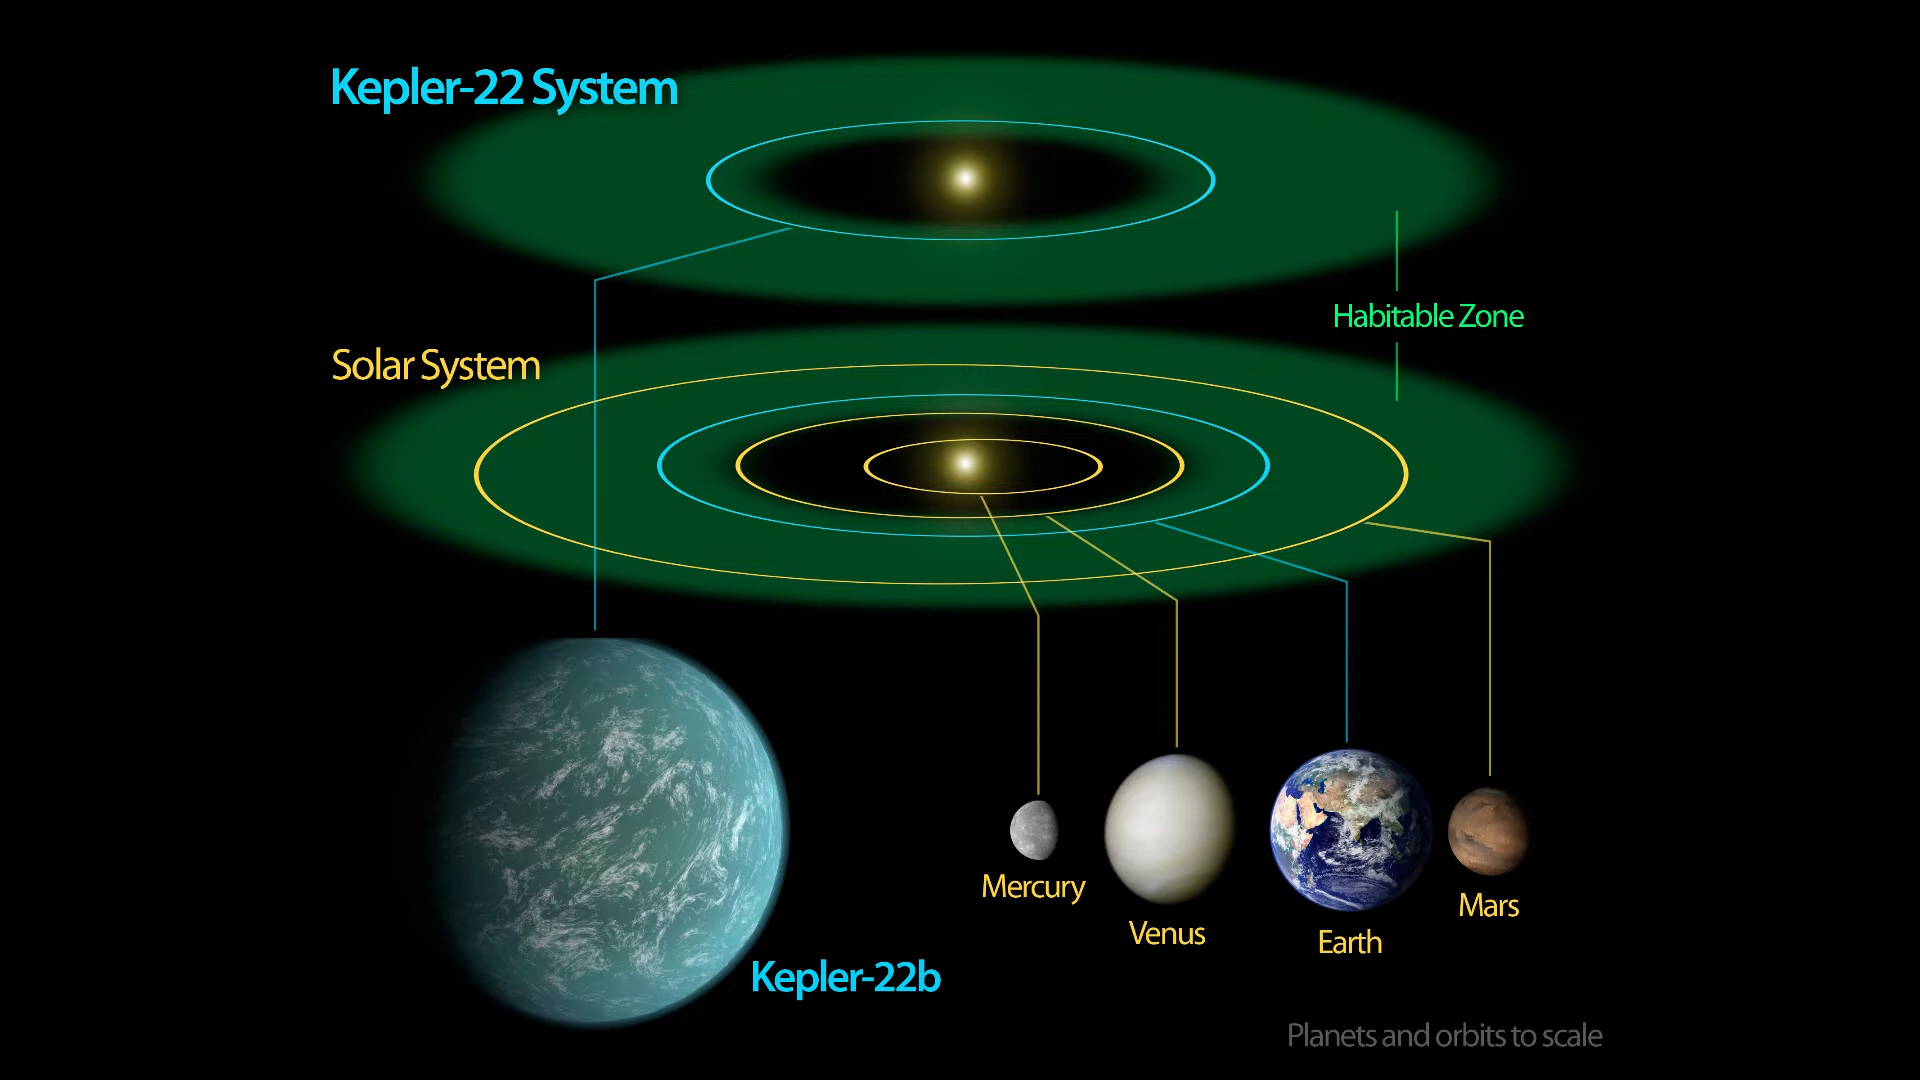 Kepler-22 System
Habitable Zone
Solar System
Mercury
Venus
Earth
Mars
Kepler-22b
Planets and orbits to scale